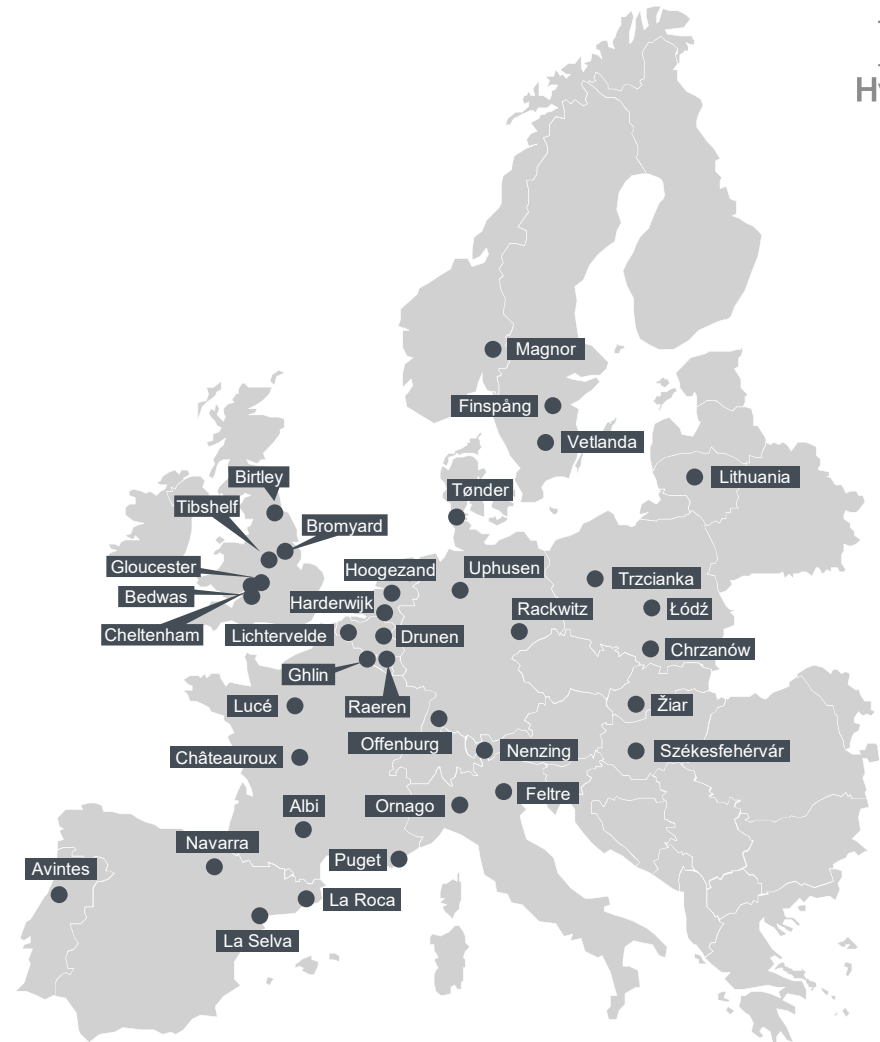 Magnor
Finspång
Vetlanda
Birtley
Lithuania
Tønder
Tibshelf
Bromyard
Gloucester
Hoogezand
Uphusen
Trzcianka
Bedwas
Harderwijk
Rackwitz
Łódź
Cheltenham
Lichtervelde
Drunen
Chrzanów
Ghlin
Lucé
Raeren
Žiar
Offenburg
Nenzing
Székesfehérvár
Châteauroux
Feltre
Albi
Ornago
Navarra
Puget
Avintes
La Roca
La Selva